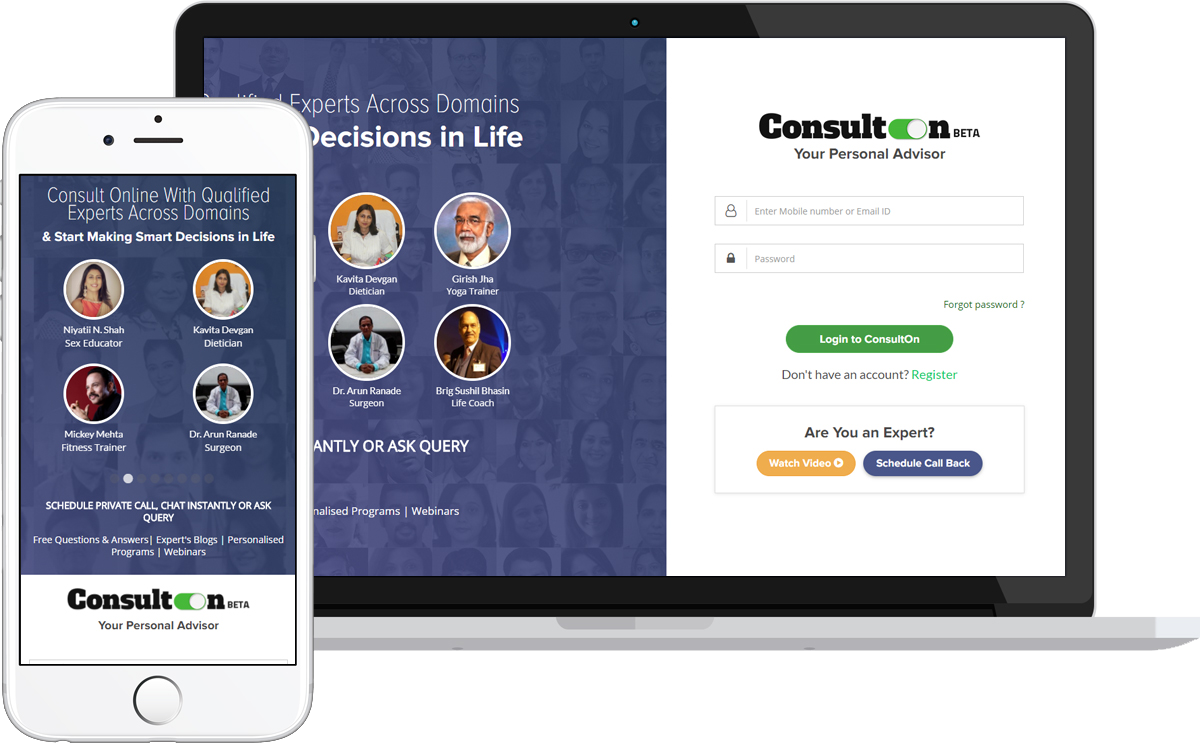 Consult Online With Qualified
Experts Across Domains
& Start Making Smart Decisions in Life
Niyatii N. Shah
Sex Educator
Kavita Devgan
Dietician
Mickey Mehta
Fitness Trainer
Dr. Arun Ranade
Surgeon
SCHEDULE PRIVATE CALL, CHAT INSTANTLY OR ASK
QUERY
Free Questions & Answers| Expert's Blogs | Personalised
Programs | Webinars
ConsultOn BETA
Your Personal Advisor
Experts Across Domains
Decisions in Life
Kavita Devgan
Dietician
Girish Jha
Yoga Trainer
Dr. Arun Ranade
Surgeon
Brig Sushil Bhasin
Life Coach
ANTLY OR ASK QUERY
nalised Programs | Webinars
ConsultOn BETA
Your Personal Advisor
Enter Mobile number or Email ID
Password
Forgot password ?
Login to ConsultOn
Don't have an account? Register
Are You an Expert?
Watch Video
Schedule Call Back